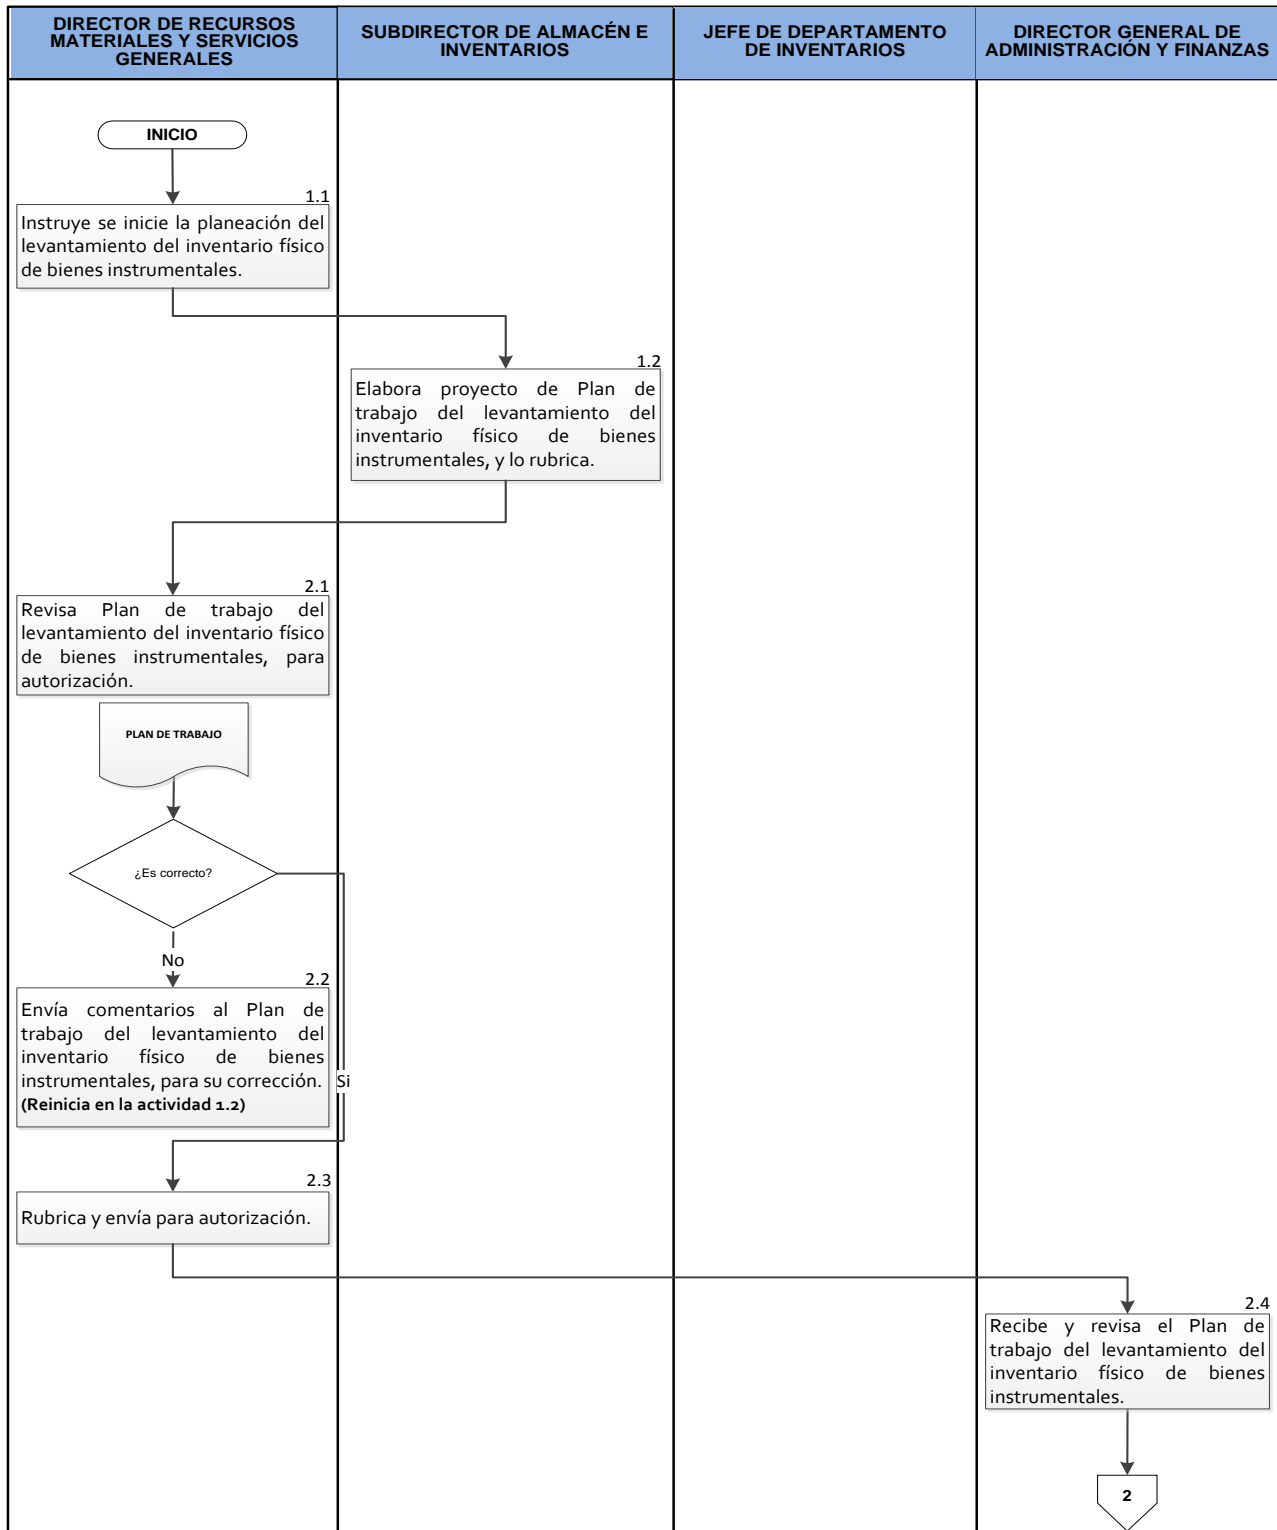 DIRECTOR DE RECURSOS
MATERIALES Y SERVICIOS
GENERALES
SUBDIRECTOR DE ALMACÉN E
INVENTARIOS
JEFE DE DEPARTAMENTO
DE INVENTARIOS
DIRECTOR GENERAL DE
ADMINISTRACIÓN Y FINANZAS
INICIO
1.1
Instruye se inicie la planeación del
levantamiento del inventario físico
de bienes instrumentales.
1.2
Elabora proyecto de Plan de
trabajo del levantamiento del
inventario físico de bienes
instrumentales, y lo rubrica.
2.1
Revisa Plan de trabajo del
levantamiento del inventario físico
de bienes instrumentales, para
autorización.
PLAN DE TRABAJO
¿Es correcto?
No
2.2
Envía comentarios al Plan de
trabajo del levantamiento del
inventario físico de bienes
instrumentales, para su corrección.
(Reinicia en la actividad 1.2)
Si
2.3
Rubrica y envía para autorización.
2.4
Recibe y revisa el Plan de
trabajo del levantamiento del
inventario físico de bienes
instrumentales.
2